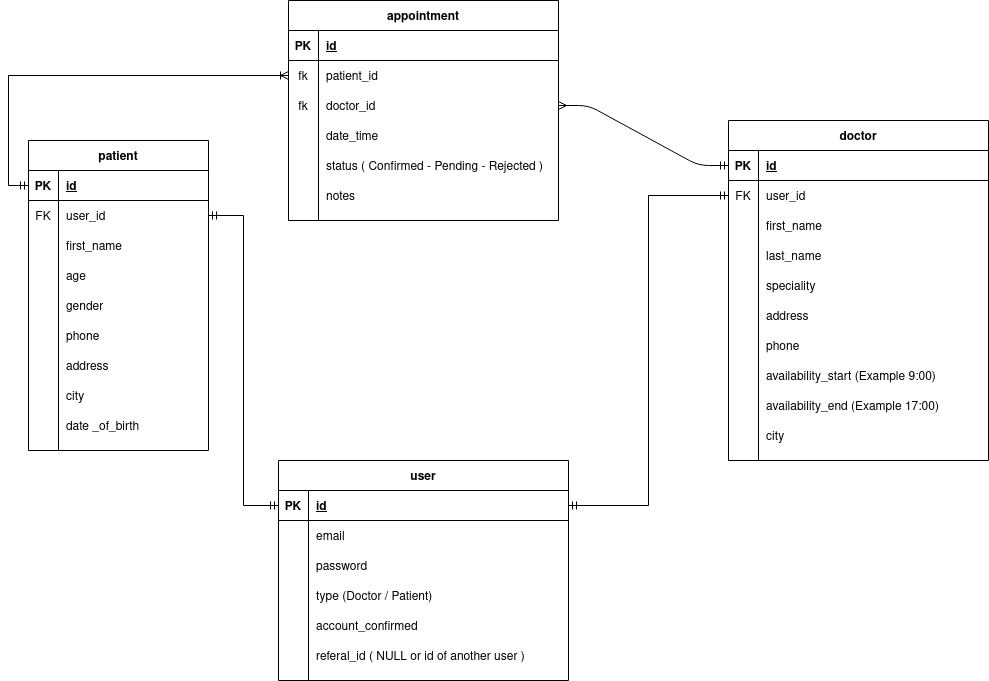 appointment
PK id
fk patient_id
fk doctor_id
date_time
status ( Confirmed - Pending - Rejected )
notes
patient
PK id
FK user_id
first_name
age
gender
phone
address
city
date _of_birth
doctor
PK id
FK user_id
first_name
last_name
speciality
address
phone
availability_start (Example 9:00)
availability_end (Example 17:00)
city
user
PK id
email
password
type (Doctor / Patient)
account_confirmed
referal_id ( NULL or id of another user )